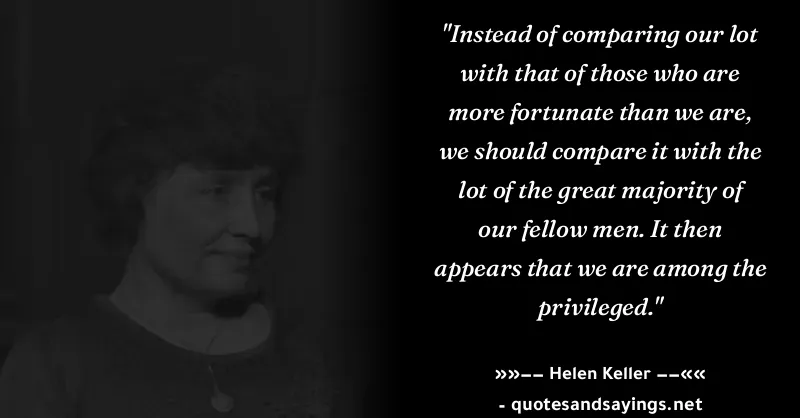 "Instead of comparing our lot
with that of those who are
more fortunate than we are,
we should compare it with the
lot of the great majority of
our fellow men. It then
appears that we are among the
privileged."
»»−− Helen Keller −−««
- quotesandsayings.net